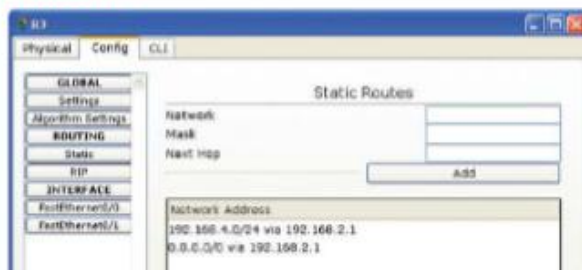 R3
Physical Config CLI
GLOBAL
Settings
Algorithm Settings
ROUTING
Static
RIP
INTERFACE
FastEthernet0/0
FastEthernet0/1
Static Routes
Network
Mask
Next Hop
Add
Network Address
192.168.4.0/24 via 192.168.2.1
0.0.0.0/0 via 192.168.2.1